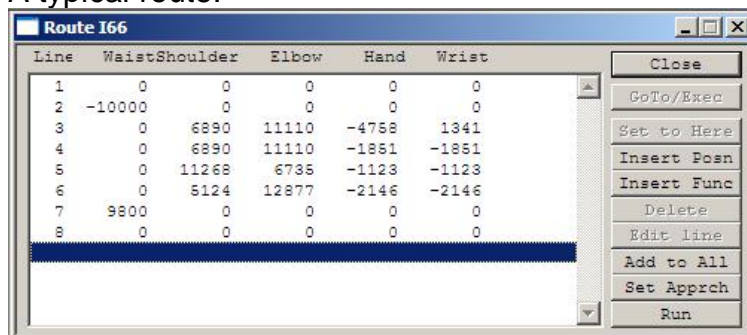 A typical route:
Route I66
Line Waist Shoulder Elbow Hand Wrist
1 0 0 0 0 0
2 -10000 0 0 0 0
3 0 6890 11110 -4758 1341
4 0 6890 11110 -1851 -1851
5 0 11268 6735 -1123 -1123
6 0 5124 12877 -2146 -2146
7 9800 0 0 0 0
8 0 0 0 0 0
Close
GoTo/Exec
Set to Here
Insert Posn
Insert Func
Delete
Edit line
Add to All
Set Apprch
Run